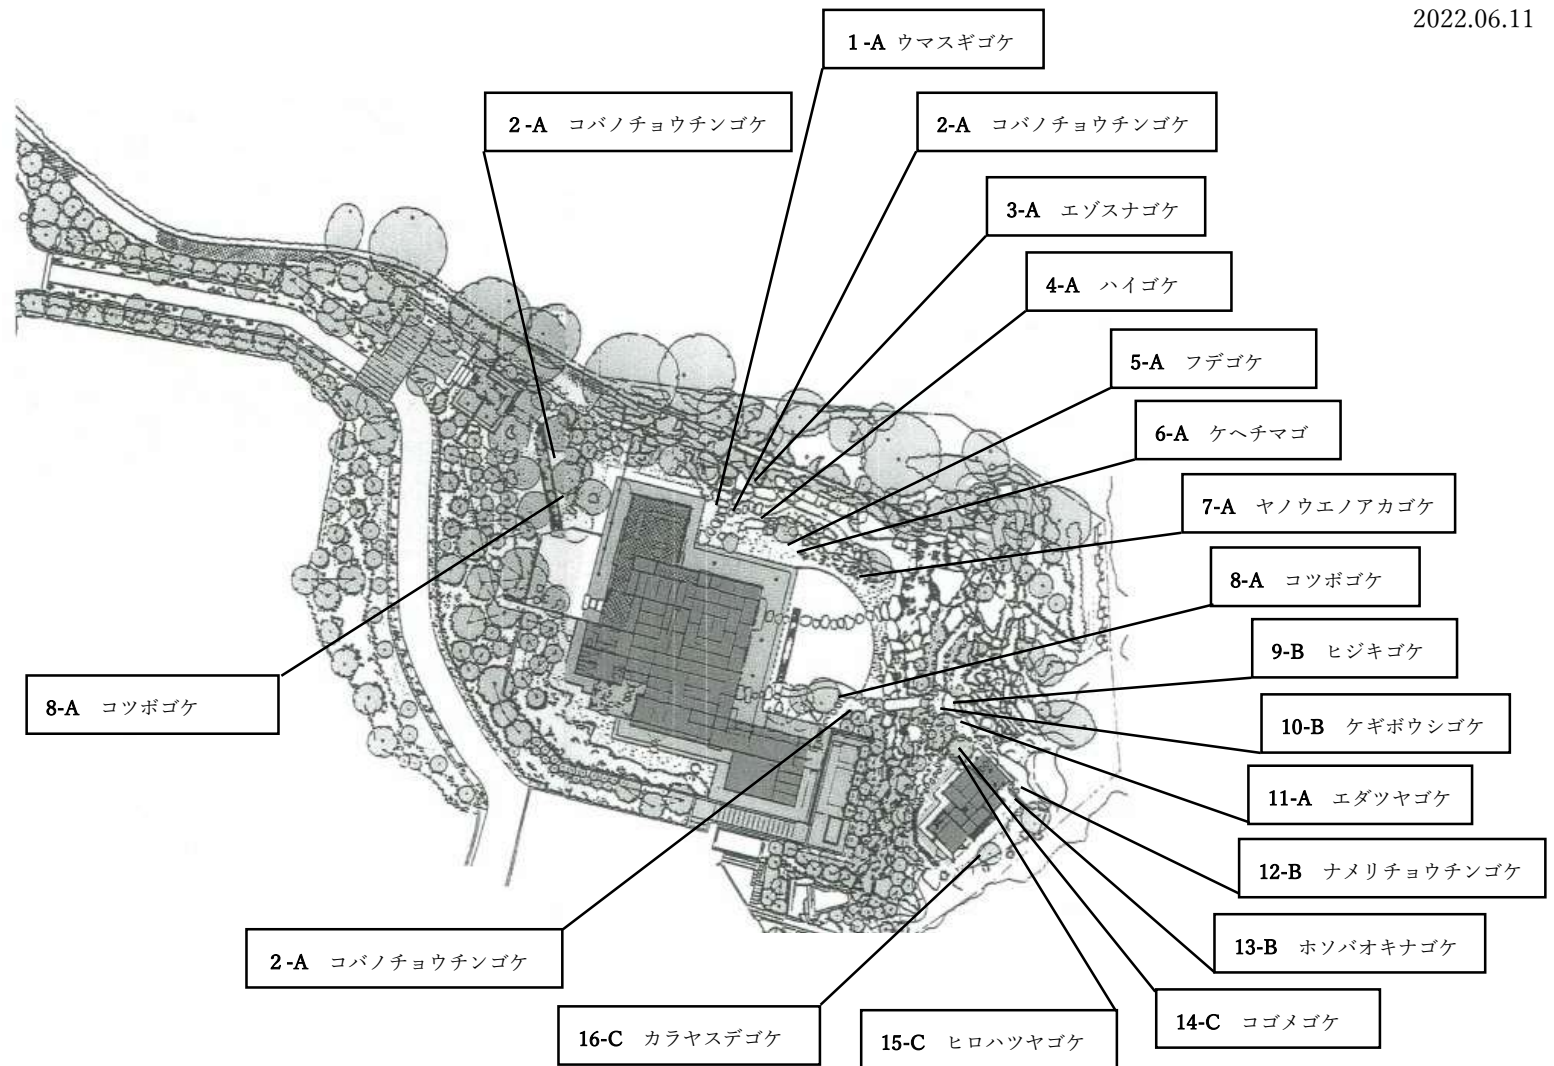 2022.06.11
1-A ウマスギゴケ
2-A コバノチョウチンゴケ
2-A コバノチョウチンゴケ
3-A エゾスナゴケ
4-A ハイゴケ
5-A フデゴケ
6-A ケヘチマゴ
7-A ヤノウエノアカゴケ
8-A コツボゴケ
9-B ヒジキゴケ
8-A コツボゴケ
10-B ケギボウシゴケ
11-A エダツヤゴケ
12-B ナメリチョウチンゴケ
13-B ホソバオキナゴケ
2-A コバノチョウチンゴケ
14-C コゴメゴケ
16-C カラヤスデゴケ
15-C ヒロハツヤゴケ